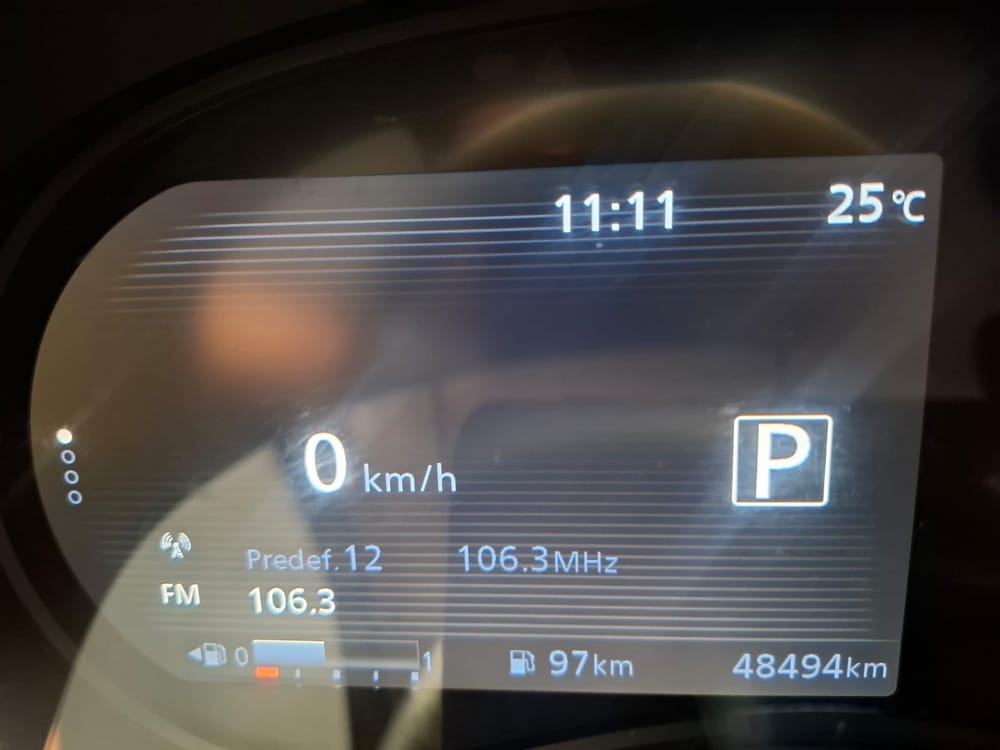 11:11 25°C
0 km/h P
Predef.12 106.3MHz
FM 106.3
0 1 97km 48494km